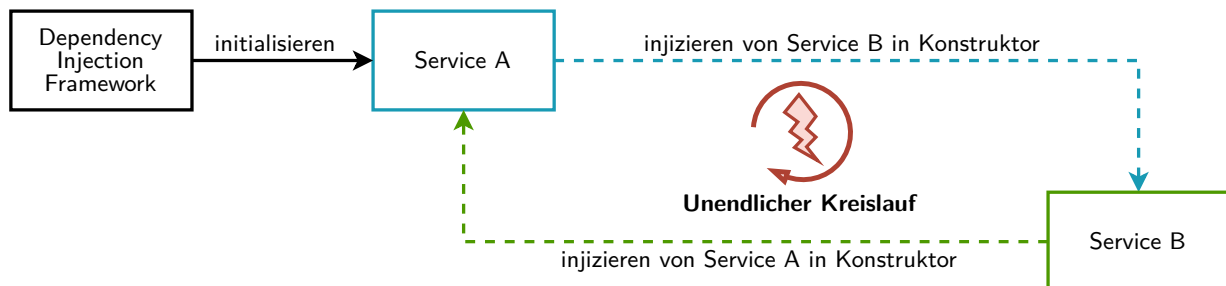 Dependency
Injection
Framework
initialisieren
Service A
injizieren von Service B in Konstruktor
Unendlicher Kreislauf
Service B
injizieren von Service A in Konstruktor